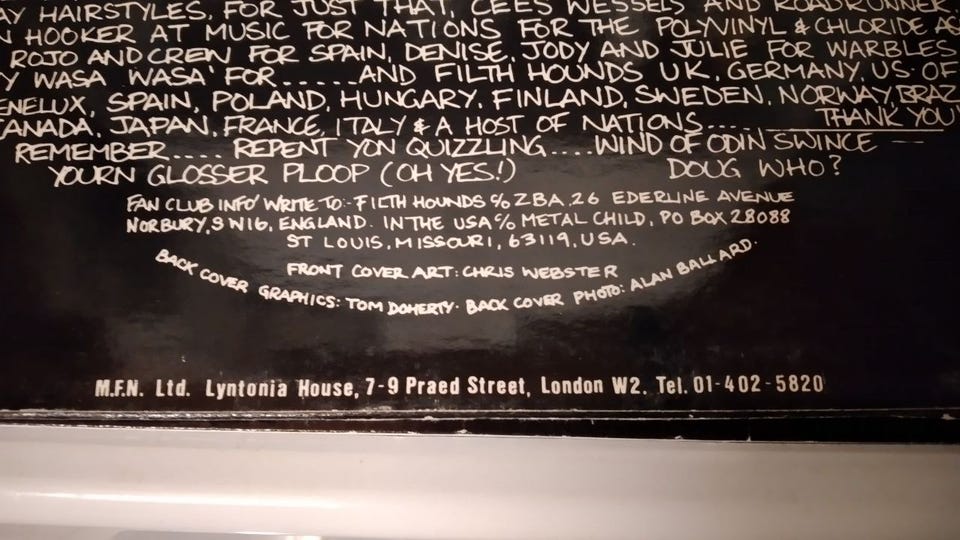 AY HAIRSTYLES, FOR JUST THAT, CEES WESSELS AND ROADRUNNER
N HOOKER AT MUSIC FOR NATIONS FOR THE POLYVINYL & CHLORIDE AS
ROJO AND CREW FOR SPAIN, DENISE, JODY AND JULIE FOR WARBLES
Y WASA WASA' FOR......AND FILTH HOUNDS UK, GERMANY, US. OF
ENELUX, SPAIN, POLAND, HUNGARY, FINLAND, SWEDEN, NORWAY, BRAZ
ANADA, JAPAN, FRANCE, ITALY & A HOST OF NATIONS.... THANK YOU
REMEMBER.... REPENT YON QUIZZLING....WIND OF ODIN SWINCE --
YOURN GLOSSER PLOOP (OH YES!) DOUG WHO?
FAN CLUB INFO' WRITE TO:- FILTH HOUNDS C/O ZBA, 26 EDERLINE AVENUE
NORBURY, SW16, ENGLAND. IN THE USA C/O METAL CHILD, PO BOX 28088
ST LOUIS, MISSOURI, 63119, USA.
FRONT COVER ART: CHRIS WEBSTER
BACK COVER GRAPHICS: TOM DOHERTY. BACK COVER PHOTO: ALAN BALLARD.
M.F.N. Ltd. Lyntonia House, 7-9 Praed Street, London W2. Tel. 01-402-5820